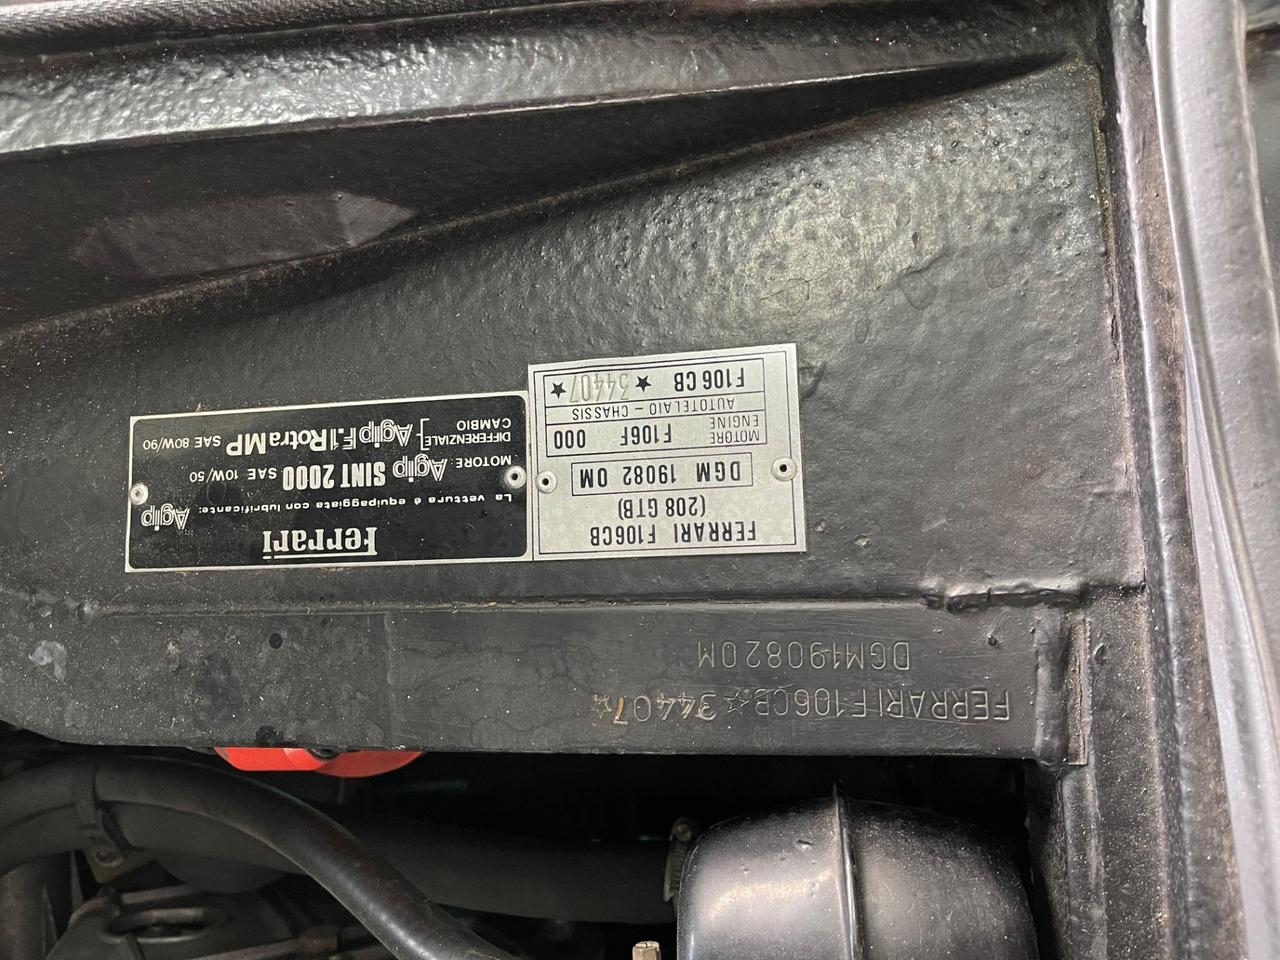 Ferrari
La vettura è equipaggiata con lubrificante: Agip
MOTORE: Agip SINT 2000 SAE 10W/50
DIFFERENZIALE
CAMBIO } Agip F.1 Rotra MP SAE 80W/90
FERRARI F106CB
(208 GTB)
DGM 19082 OM
MOTORE
ENGINE F106F 000
AUTOTELAIO - CHASSIS
F106 CB ★ 34407 ★
FERRARI F106CB☆34407☆
DGM19082OM